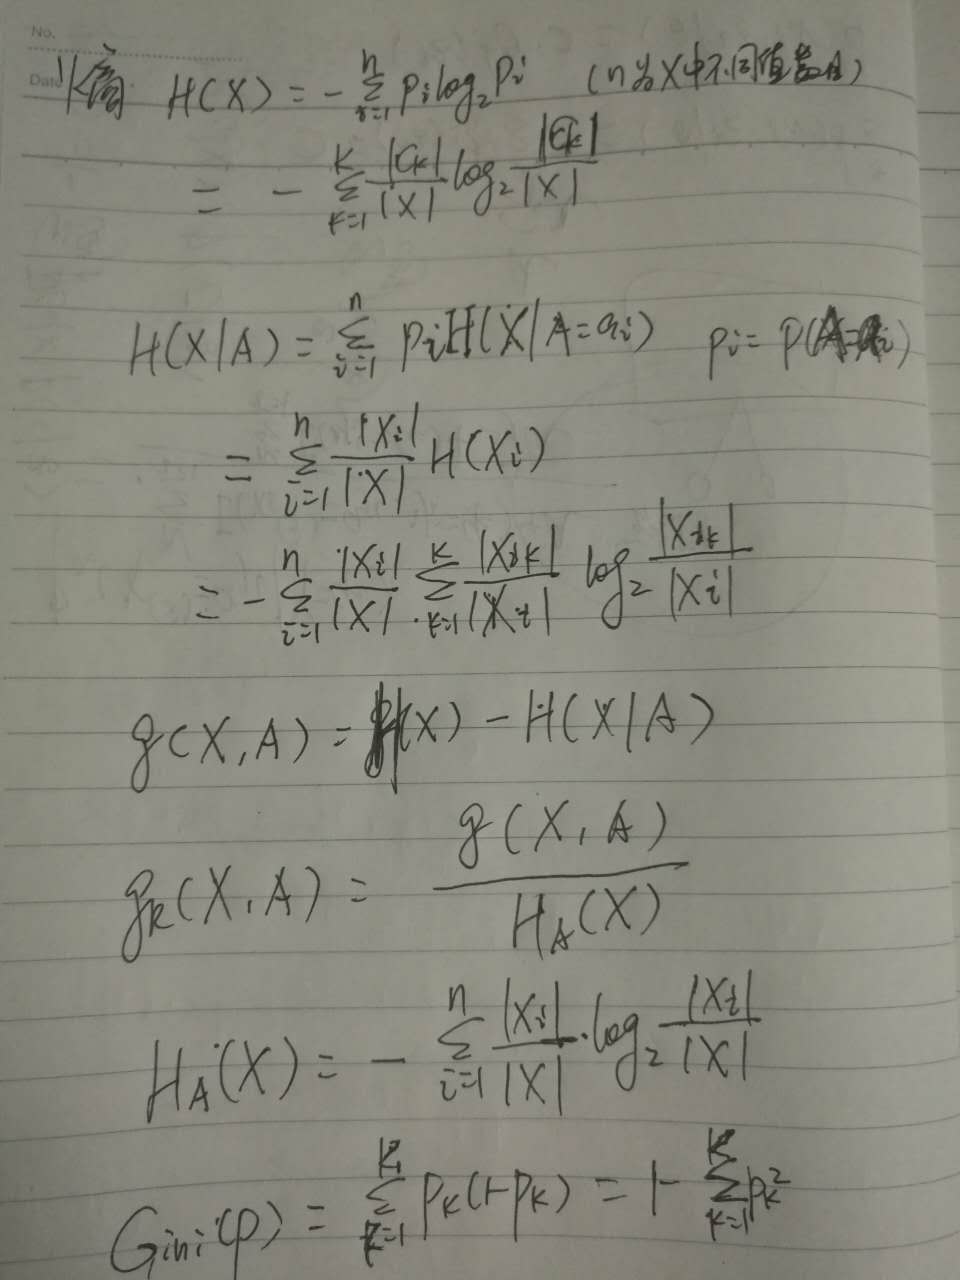 No.
Date
熵 H(X) = - \sum_{i=1}^{n} p_i log_2 p_i (n为X中不同值数目)
= - \sum_{k=1}^{K} \frac{|C_k|}{|X|} log_2 \frac{|C_k|}{|X|}
H(X|A) = \sum_{i=1}^{n} p_i H(X|A=a_i) p_i = P(A=a_i)
= \sum_{i=1}^{n} \frac{|X_i|}{|X|} H(X_i)
= - \sum_{i=1}^{n} \frac{|X_i|}{|X|} · \sum_{k=1}^{K} \frac{|X_{ik}|}{|X_i|} log_2 \frac{|X_{ik}|}{|X_i|}
g(X,A) = H(X) - H(X|A)
g_R(X,A) = \frac{g(X,A)}{H_A(X)}
H_A(X) = - \sum_{i=1}^{n} \frac{|X_i|}{|X|} · log_2 \frac{|X_i|}{|X|}
Gini(p) = \sum_{k=1}^{K} p_k(1-p_k) = 1 - \sum_{k=1}^{K} p_k^2